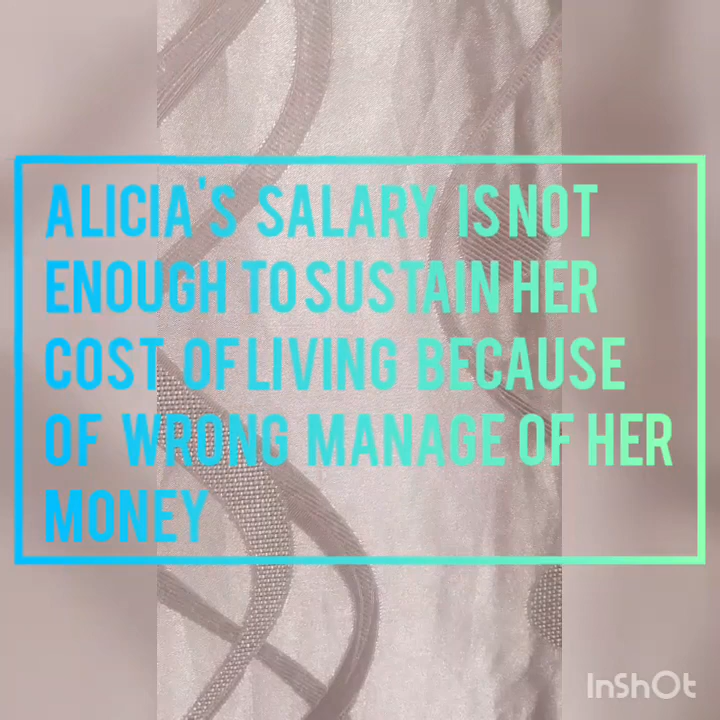 ALICIA'S SALARY IS NOT
ENOUGH TO SUSTAIN HER
COST OF LIVING BECAUSE
OF WRONG MANAGE OF HER
MONEY
InShOt